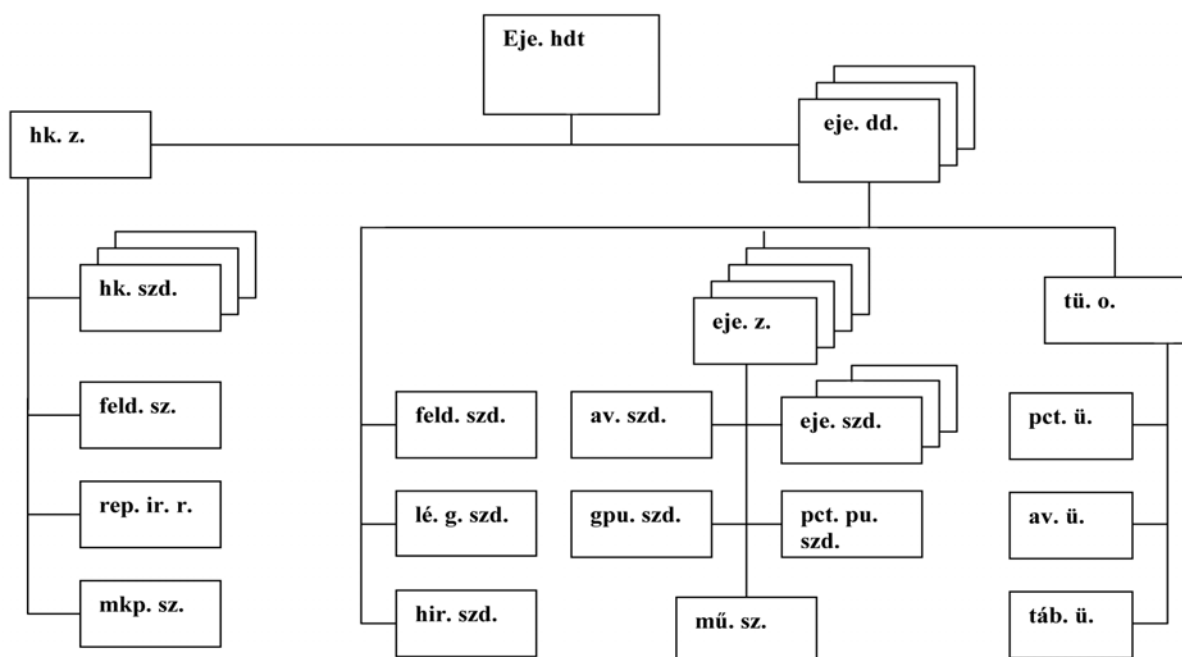 Eje. hdt
hk. z.
eje. dd.
hk. szd.
eje. z.
tü. o.
feld. sz.
feld. szd.
av. szd.
eje. szd.
pct. ü.
rep. ir. r.
lé. g. szd.
gpu. szd.
pct. pu.
szd.
av. ü.
mkp. sz.
hir. szd.
mű. sz.
táb. ü.